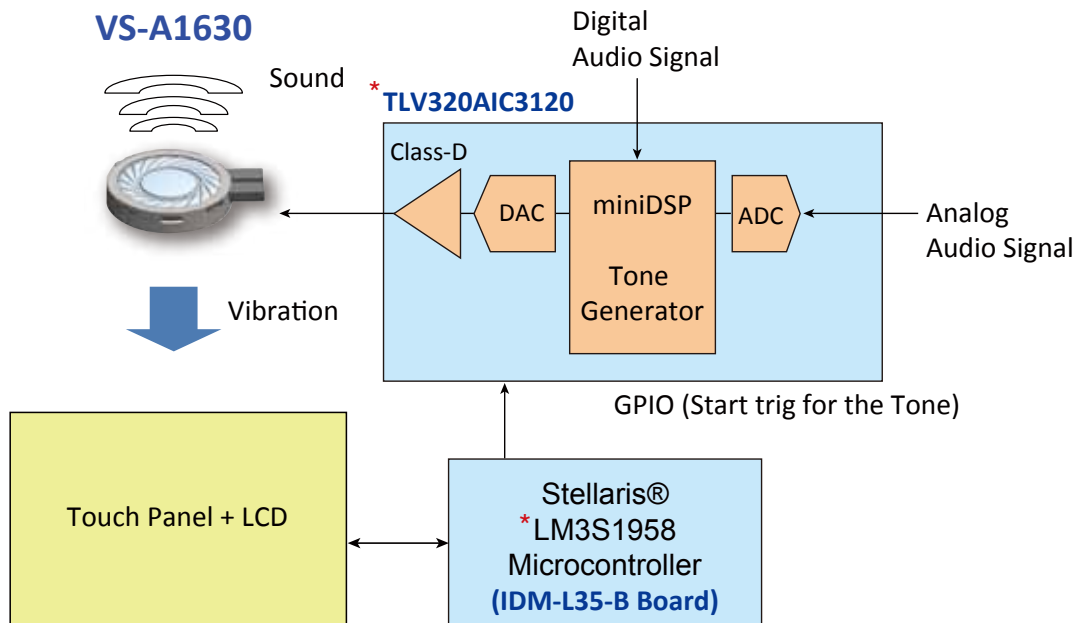 VS-A1630
Sound
Digital
Audio Signal
*TLV320AIC3120
Class-D
DAC
miniDSP
Tone
Generator
ADC
Analog
Audio Signal
Vibration
GPIO (Start trig for the Tone)
Touch Panel + LCD
Stellaris®
*LM3S1958
Microcontroller
(IDM-L35-B Board)